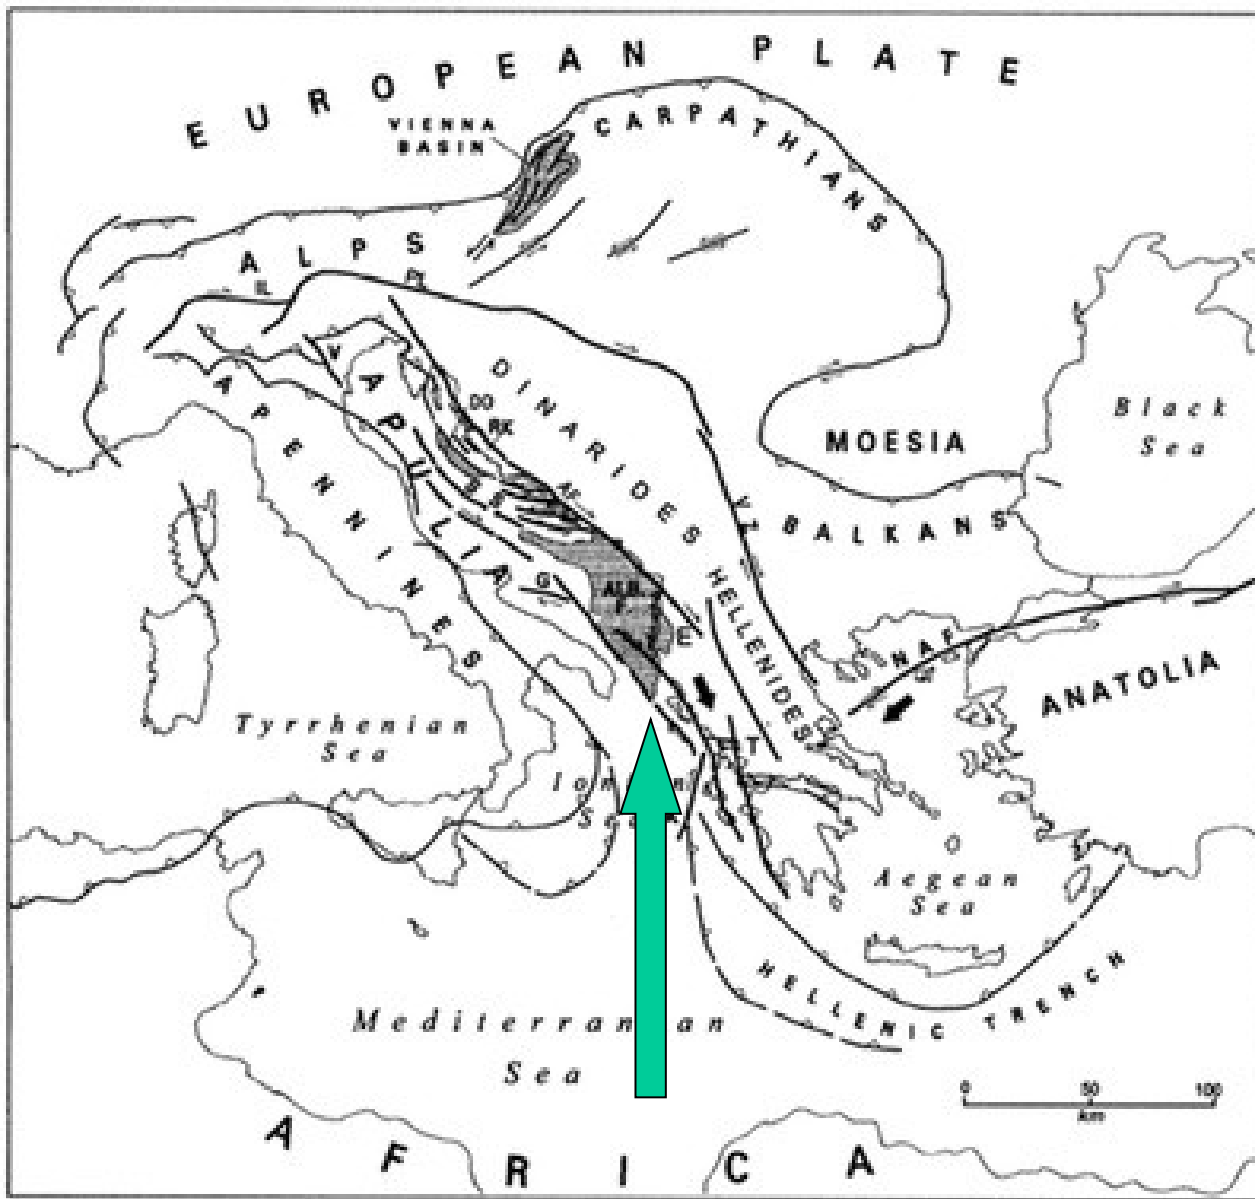 EUROPEAN PLATE
VIENNA
BASIN
CARPATHIANS
ALPS
IL
V
APULIA
DINARIDES
APENNINES
MOESIA
Black
Sea
BALKANS
G
HELLENIDES
E
NAF
ANATOLIA
Tyrrhenian
Sea
T
Aegean
Sea
HELLENIC TRENCH
Mediterranean
Sea
0 50 100
km
AFRICA